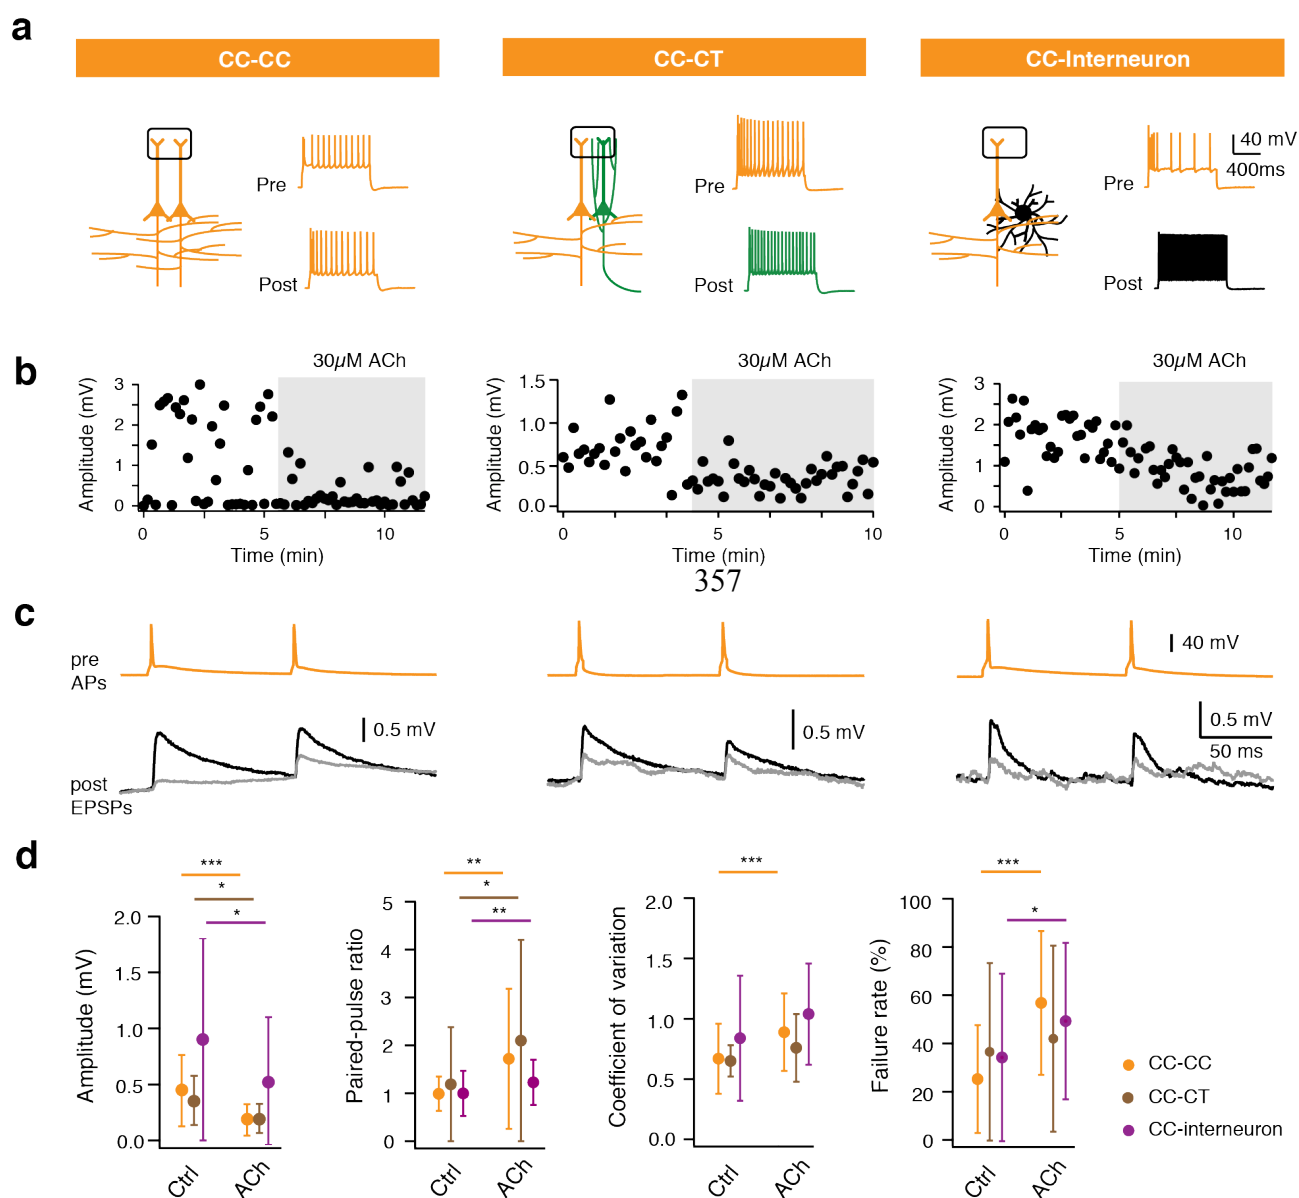 a
CC-CC CC-CT CC-Interneuron
40 mV
400ms
Pre Pre Pre
Post Post Post
b
30µM ACh 30µM ACh 30µM ACh
Amplitude (mV) Amplitude (mV) Amplitude (mV)
3 1.5 3
2 1.0 2
1 0.5 1
0 0.0 0
0 5 10 0 5 10 0 5 10
Time (min) Time (min) Time (min)
357
c
pre
APs
40 mV
0.5 mV 0.5 mV 0.5 mV
50 ms
post
EPSPs
d
*** ** *** ***
* * *
* **
Amplitude (mV)
2.0
1.5
1.0
0.5
0.0
Ctrl ACh
Paired-pulse ratio
5
4
3
2
1
0
Ctrl ACh
Coefficient of variation
2.0
1.5
1.0
0.5
0.0
Ctrl ACh
Failure rate (%)
100
80
60
40
20
0
Ctrl ACh
CC-CC
CC-CT
CC-interneuron